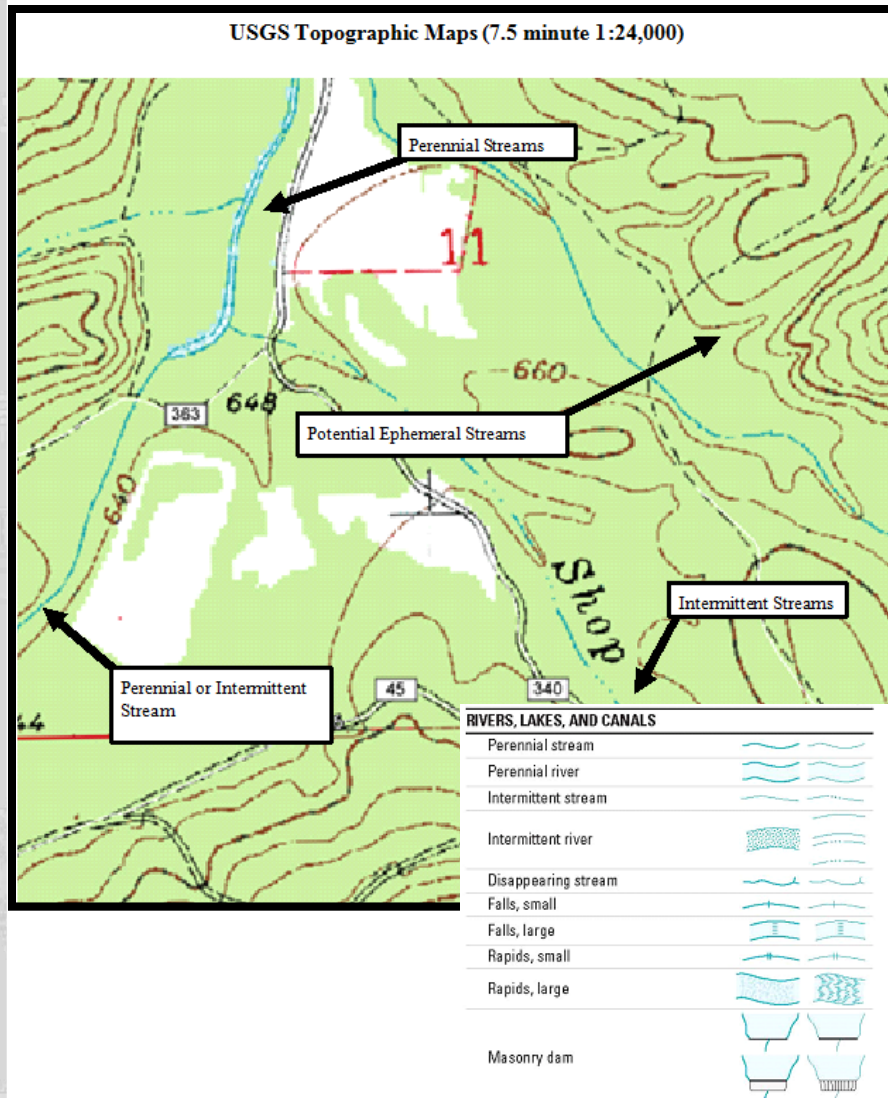 USGS Topographic Maps (7.5 minute 1:24,000)
Perennial Streams
11
660
363
648
Potential Ephemeral Streams
640
Shop
Intermittent Streams
Perennial or Intermittent
Stream
45
340
44
RIVERS, LAKES, AND CANALS
Perennial stream
Perennial river
Intermittent stream
Intermittent river
Disappearing stream
Falls, small
Falls, large
Rapids, small
Rapids, large
Masonry dam